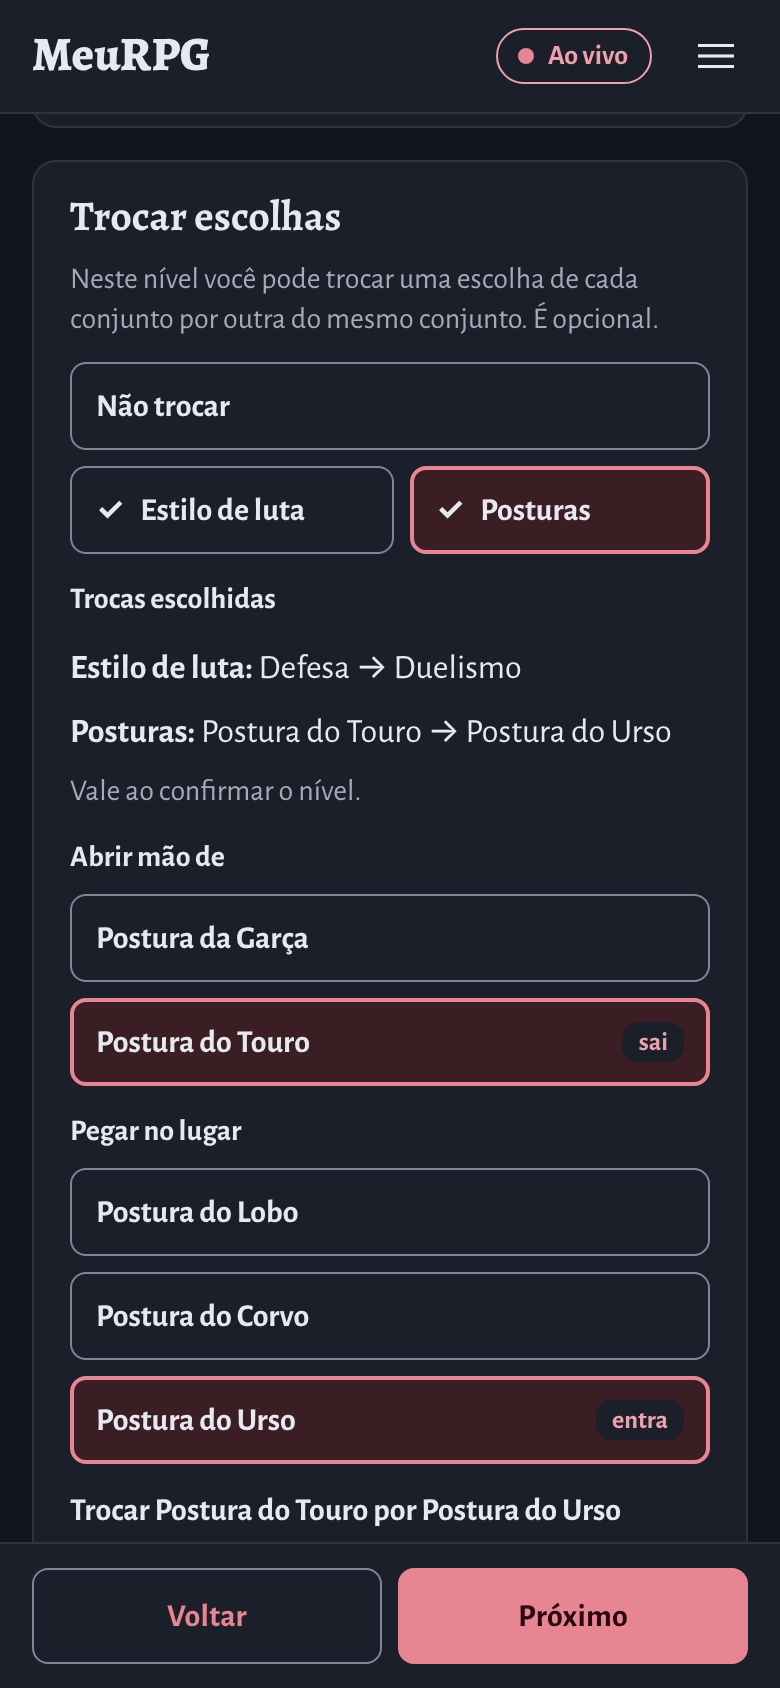 MeuRPG
Ao vivo
Trocar escolhas
Neste nível você pode trocar uma escolha de cada
conjunto por outra do mesmo conjunto. É opcional.
Não trocar
✓ Estilo de luta
✓ Posturas
Trocas escolhidas
Estilo de luta: Defesa → Duelismo
Posturas: Postura do Touro → Postura do Urso
Vale ao confirmar o nível.
Abrir mão de
Postura da Garça
Postura do Touro
sai
Pegar no lugar
Postura do Lobo
Postura do Corvo
Postura do Urso
entra
Trocar Postura do Touro por Postura do Urso
Voltar
Próximo